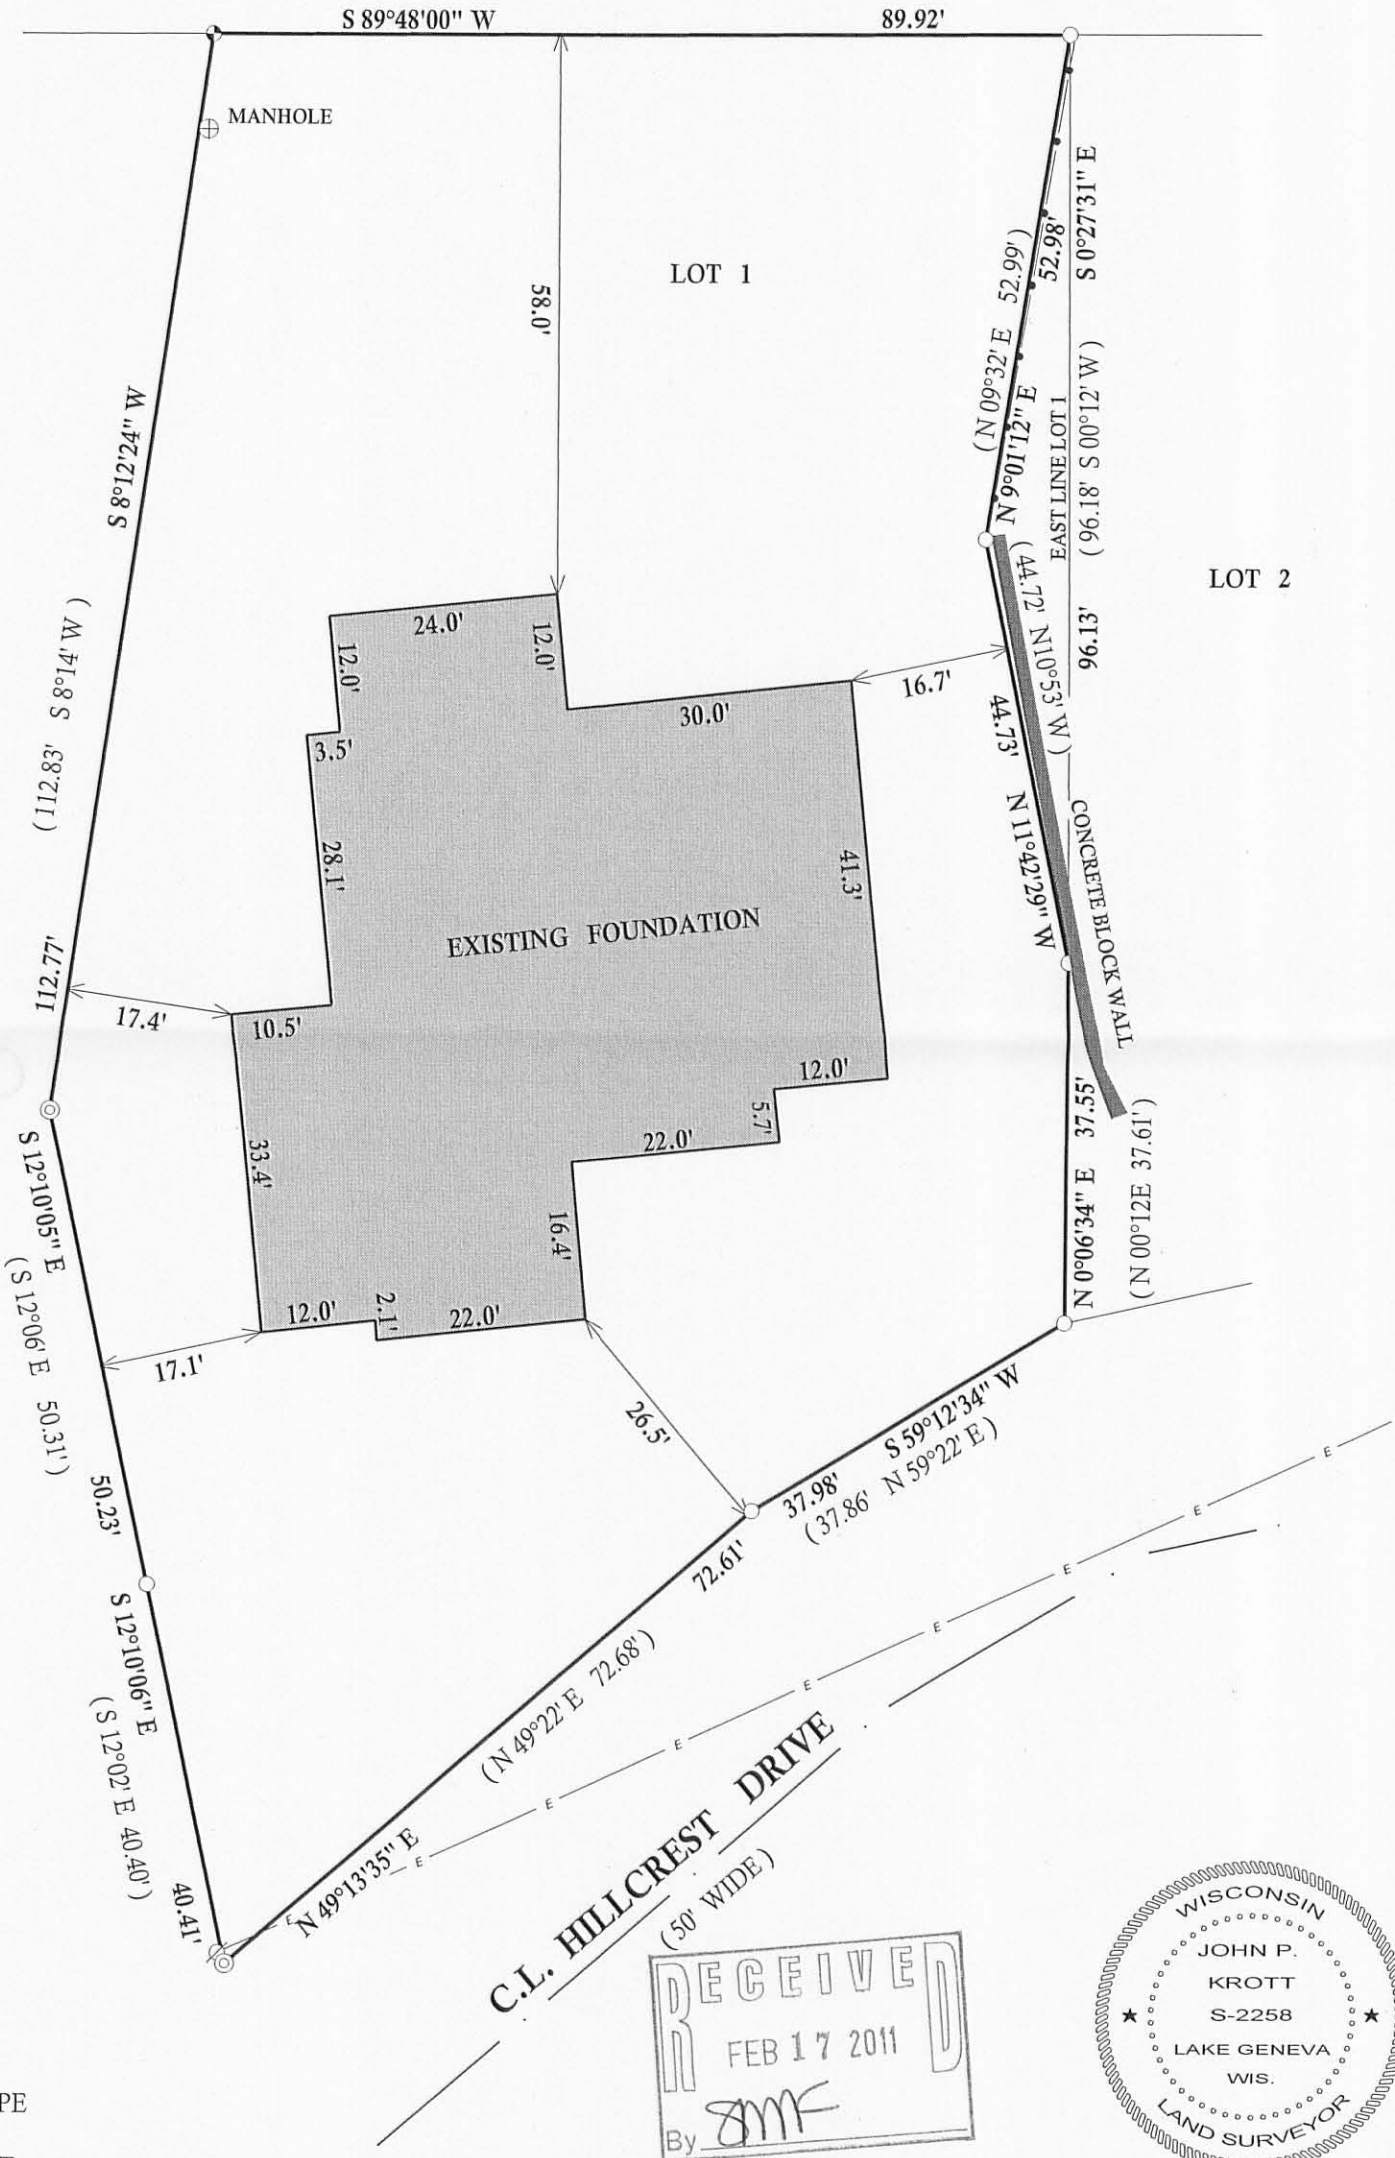 S 89°48'00" W 89.92'
MANHOLE
LOT 1
58.0'
S 0°27'31" E
52.98'
( N 09°32' E 52.99' )
N 9°01'12" E
EAST LINE LOT 1
( 96.18' S 00°12' W )
96.13'
LOT 2
S 8°12'24" W
( 112.83' S 8°14' W )
112.77'
( 44.72' N10°53' W )
44.73' N 11°42'29" W
CONCRETE BLOCK WALL
24.0'
12.0'
12.0'
3.5'
30.0'
16.7'
28.1'
41.3'
EXISTING FOUNDATION
17.4'
10.5'
12.0'
5.7'
22.0'
33.4'
16.4'
12.0'
2.1'
22.0'
17.1'
26.5'
N 0°06'34" E 37.55'
( N 00°12E 37.61' )
S 12°10'05" E
( S 12°06' E 50.31' )
50.23'
S 59°12'34" W
37.98'
( 37.86' N 59°22' E )
72.61'
( N 49°22' E 72.68' )
N 49°13'35" E
S 12°10'06" E
( S 12°02' E 40.40' )
40.41'
E E E E E E E E E
C.L. HILLCREST DRIVE
( 50' WIDE )
RECEIVED
FEB 17 2011
By SMF
WISCONSIN
JOHN P.
KROTT
S-2258
LAKE GENEVA
WIS.
LAND SURVEYOR
PE